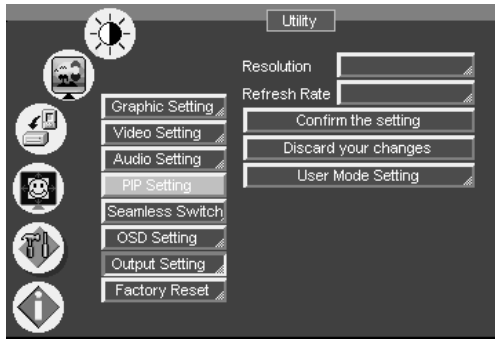 Utility
Resolution
Refresh Rate
Graphic Setting
Confirm the setting
Video Setting
Discard your changes
Audio Setting
User Mode Setting
PIP Setting
Seamless Switch
OSD Setting
Output Setting
Factory Reset